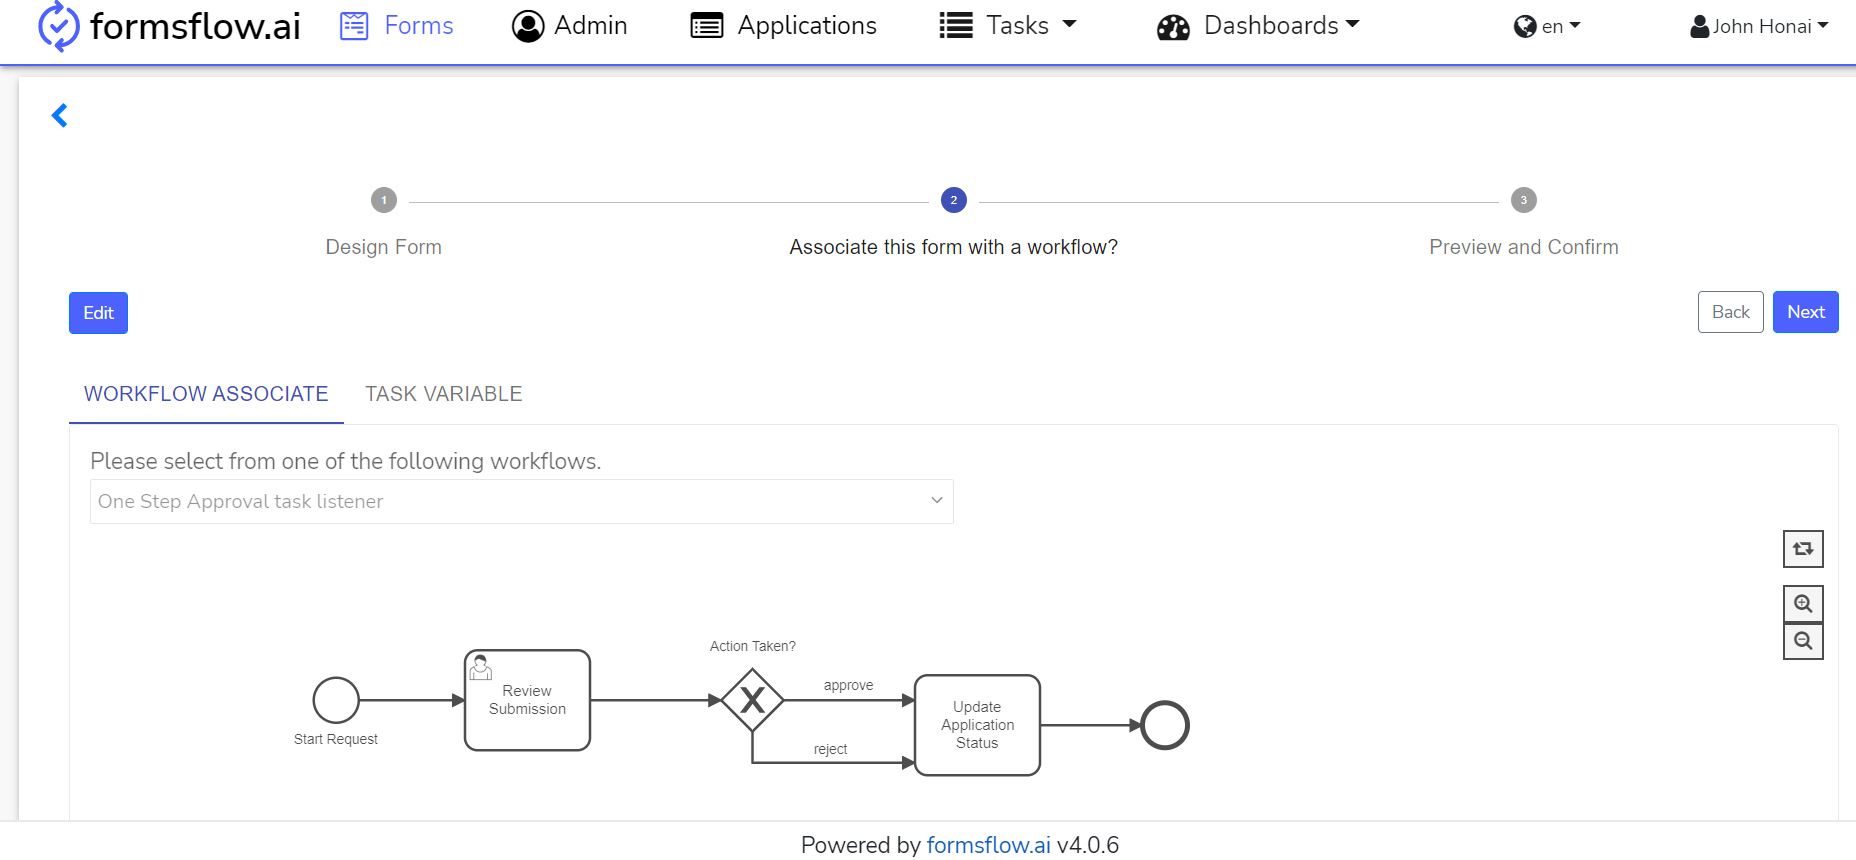 formsflow.ai Forms Admin Applications Tasks Dashboards en John Honai
1 2 3
Design Form Associate this form with a workflow? Preview and Confirm
Edit Back Next
WORKFLOW ASSOCIATE TASK VARIABLE
Please select from one of the following workflows.
One Step Approval task listener
Start Request
Review
Submission
Action Taken?
X
approve
reject
Update
Application
Status
Powered by formsflow.ai v4.0.6